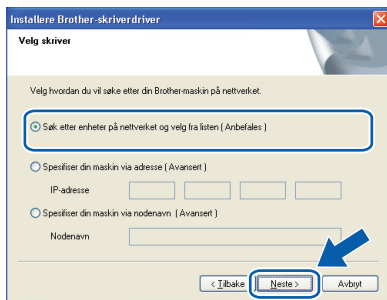 Installere Brother-skriverdriver
Velg skriver
Velg hvordan du vil søke etter din Brother-maskin på nettverket.
Søk etter enheter på nettverket og velg fra listen ( Anbefales )
Spesifiser din maskin via adresse ( Avansert )
IP-adresse
Spesifiser din maskin via nodenavn ( Avansert )
Nodenavn
< Tilbake Neste > Avbryt